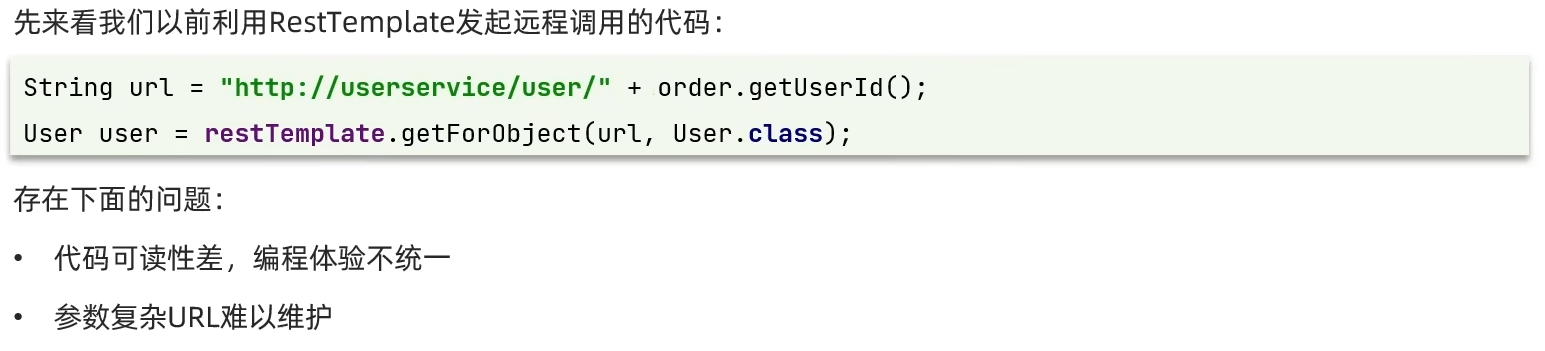 先来看我们以前利用RestTemplate发起远程调用的代码：
String url = "http://userservice/user/" + order.getUserId();
User user = restTemplate.getForObject(url, User.class);
存在下面的问题：
• 代码可读性差，编程体验不统一
• 参数复杂URL难以维护